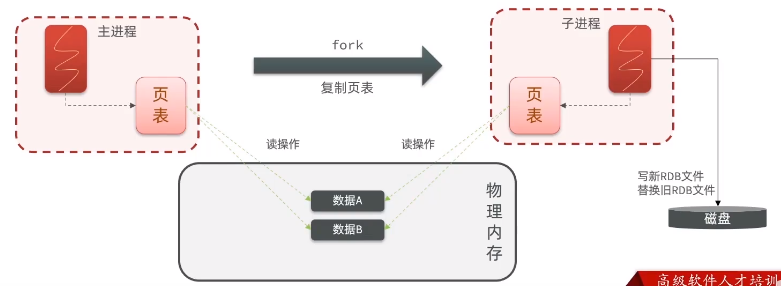 主进程
页
表
fork
复制页表
子进程
页
表
读操作
读操作
数据A
数据B
物
理
内
存
写新RDB文件
替换旧RDB文件
磁盘
高级软件人才培训